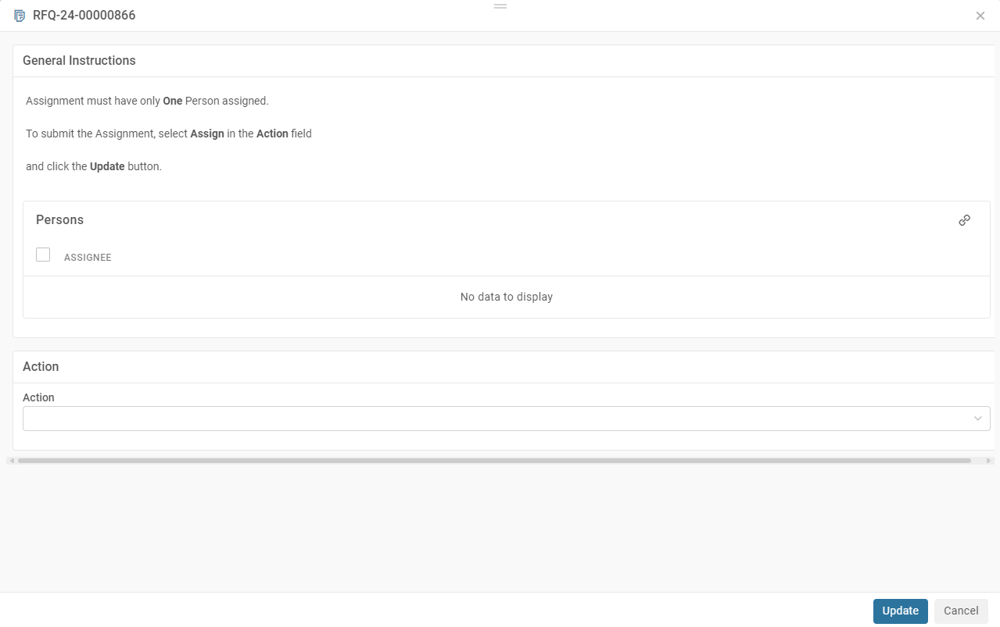 RFQ-24-00000866
General Instructions
Assignment must have only One Person assigned.
To submit the Assignment, select Assign in the Action field
and click the Update button.
Persons
ASSIGNEE
No data to display
Action
Action
Update
Cancel